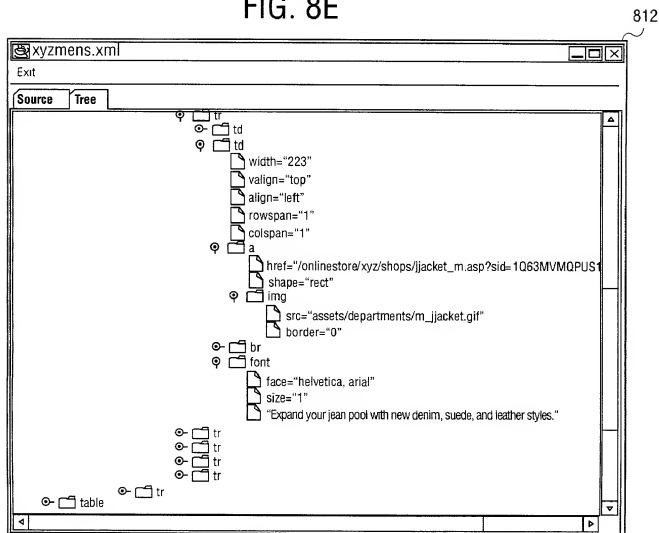 FIG. 8E
812
xyzmens.xml
Exit
Source Tree
tr
td
td
width="223"
valign="top"
align="left"
rowspan="1"
colspan="1"
a
href="/onlinestore/xyz/shops/jjacket_m.asp?sid=1Q63MVMQPUS1
shape="rect"
img
src="assets/departments/m_jjacket.gif"
border="0"
br
font
face="helvetica, arial"
size="1"
"Expand your jean pool with new denim, suede, and leather styles."
tr
tr
tr
tr
tr
table